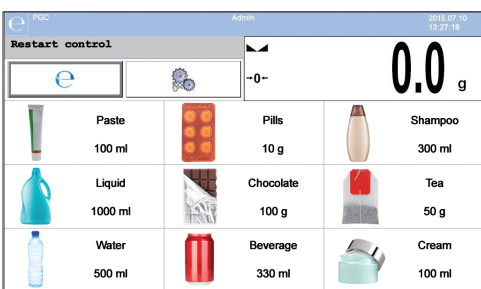 PGC
Admin
2016.07.10
13:27:18
Restart control
→0←
0.0 g
Paste
100 ml
Pills
10 g
Shampoo
300 ml
Liquid
1000 ml
Chocolate
100 g
Tea
50 g
Water
500 ml
Beverage
330 ml
Cream
100 ml